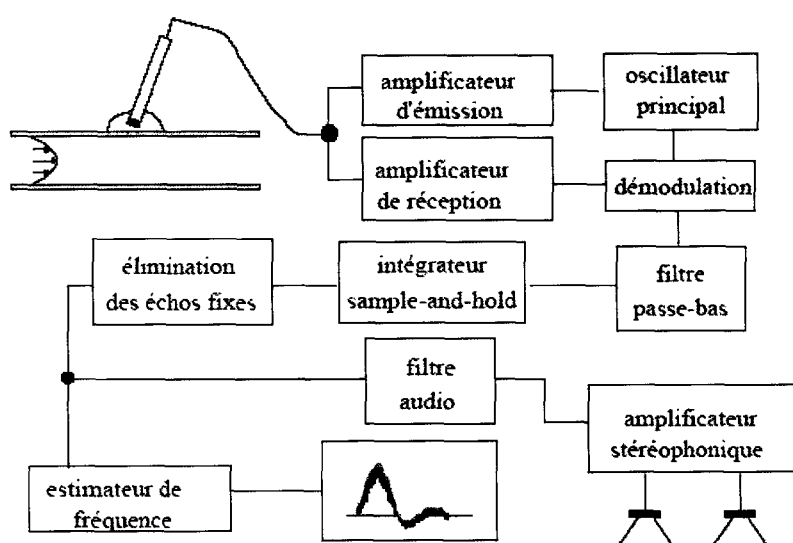 amplificateur
d'émission
oscillateur
principal
amplificateur
de réception
démodulation
élimination
des échos fixes
intégrateur
sample-and-hold
filtre
passe-bas
filtre
audio
amplificateur
stéréophonique
estimateur de
fréquence